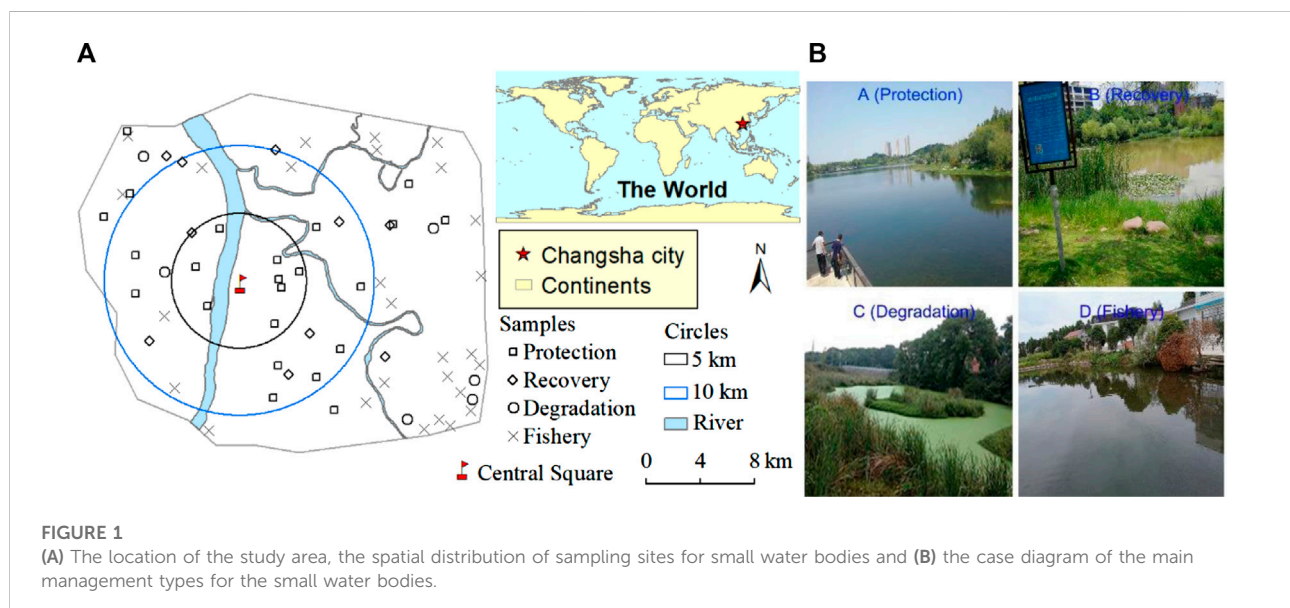 A
B
The World
N
Changsha city
Continents
Samples
Protection
Recovery
Degradation
Fishery
Central Square
Circles
5 km
10 km
River
0 4 8 km
A (Protection)
B (Recovery)
C (Degradation)
D (Fishery)
FIGURE 1
(A) The location of the study area, the spatial distribution of sampling sites for small water bodies and (B) the case diagram of the main
management types for the small water bodies.